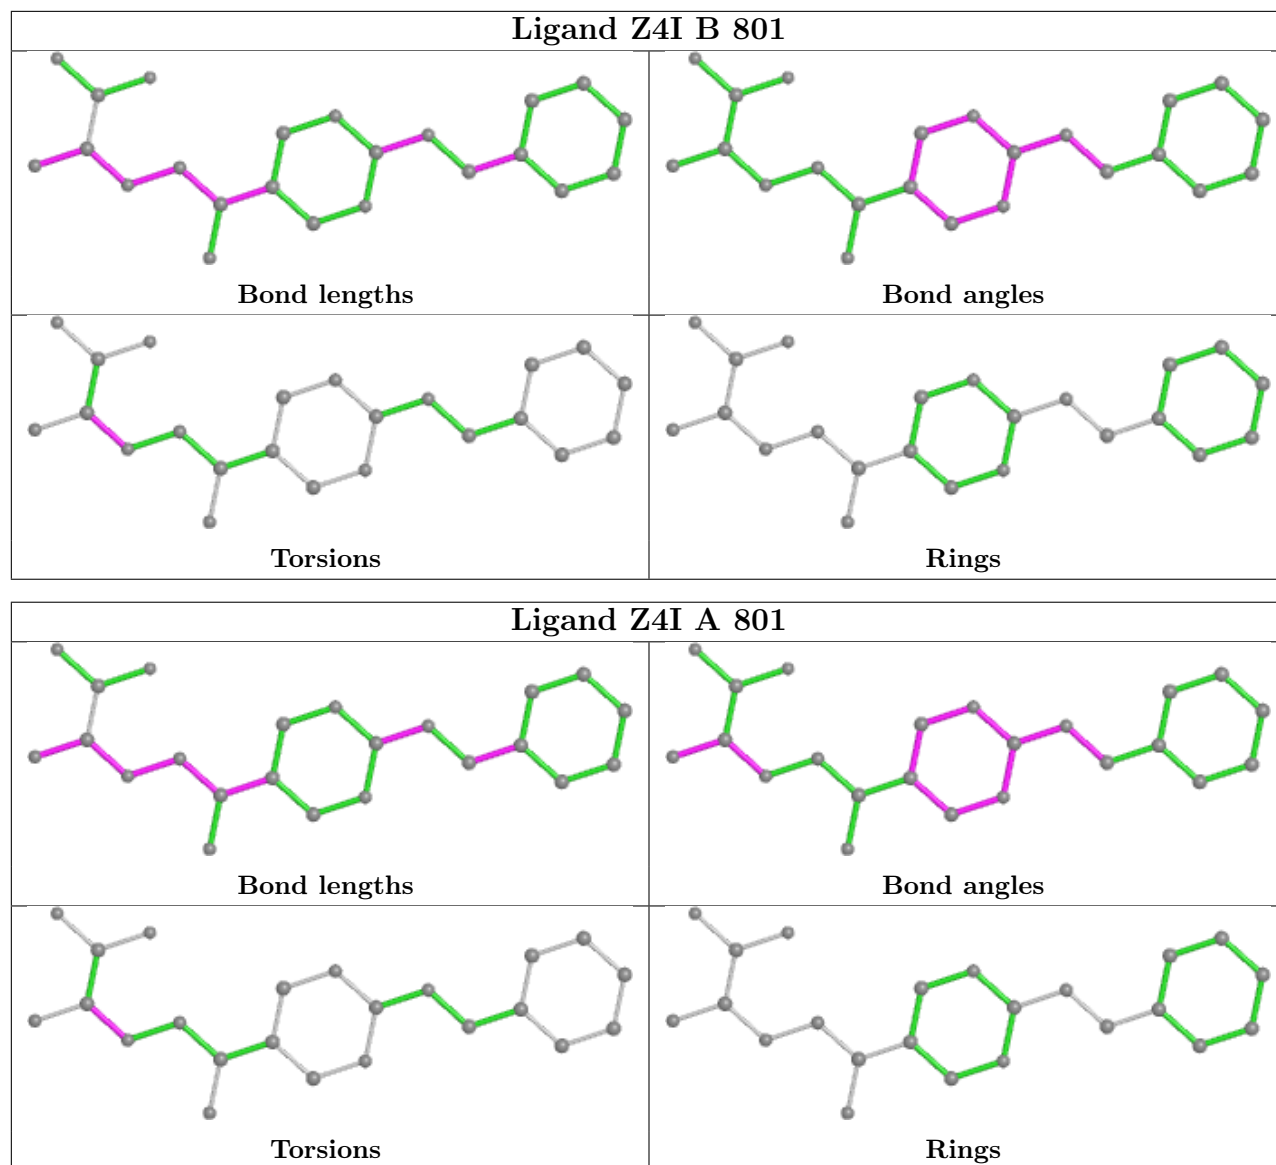 Ligand Z4I B 801
Bond lengths
Bond angles
Torsions
Rings
Ligand Z4I A 801
Bond lengths
Bond angles
Torsions
Rings